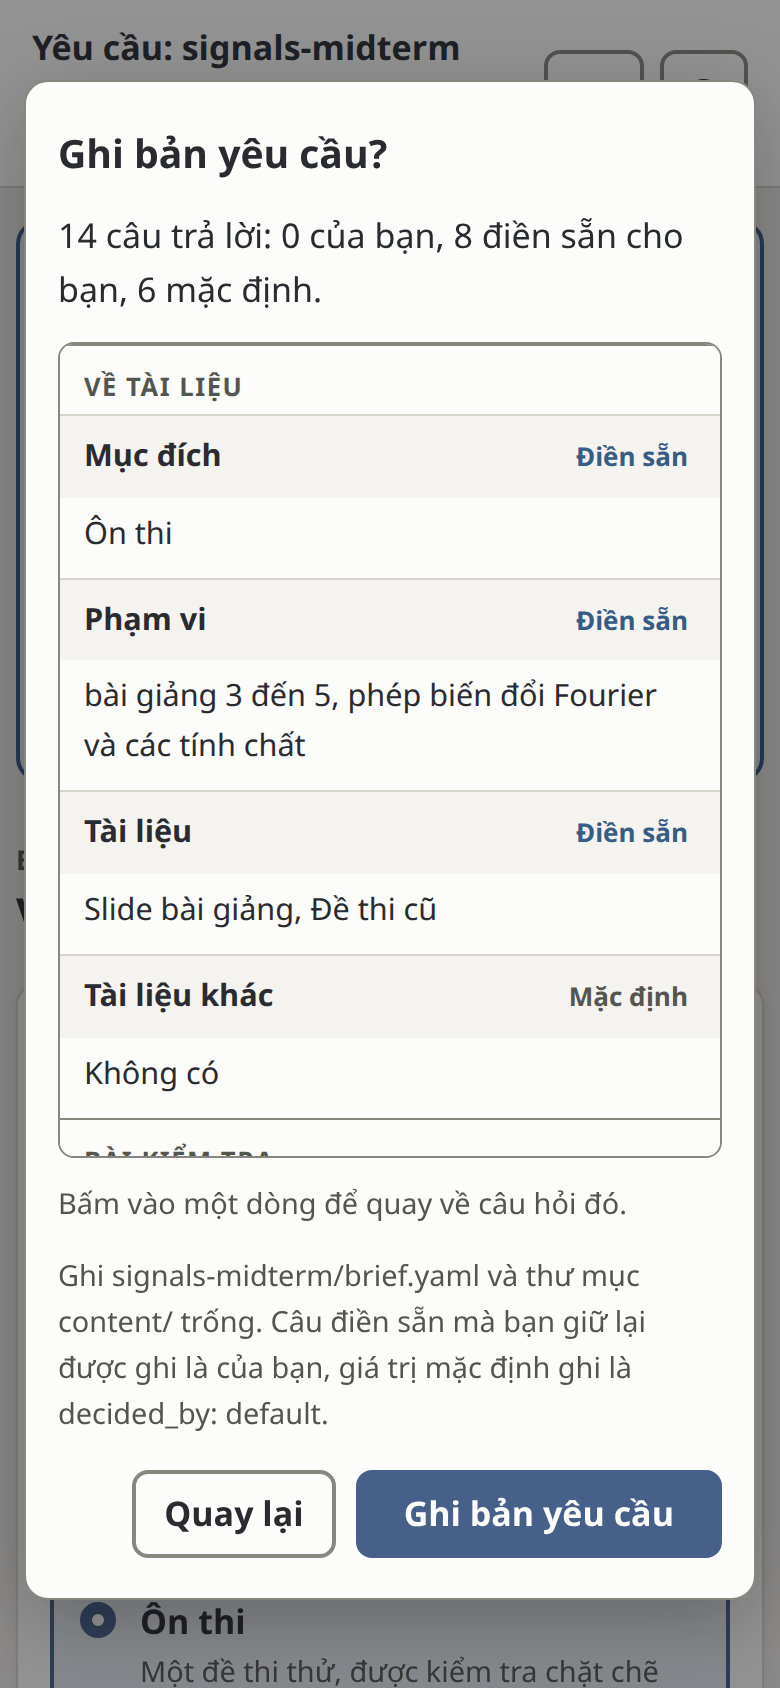 Yêu cầu: signals-midterm
Ghi bản yêu cầu?
14 câu trả lời: 0 của bạn, 8 điền sẵn cho
bạn, 6 mặc định.
VỀ TÀI LIỆU
Mục đích
Điền sẵn
Ôn thi
Phạm vi
Điền sẵn
bài giảng 3 đến 5, phép biến đổi Fourier
và các tính chất
Tài liệu
Điền sẵn
Slide bài giảng, Đề thi cũ
Tài liệu khác
Mặc định
Không có
BÀI KIỂM TRA
Bấm vào một dòng để quay về câu hỏi đó.
Ghi signals-midterm/brief.yaml và thư mục
content/ trống. Câu điền sẵn mà bạn giữ lại
được ghi là của bạn, giá trị mặc định ghi là
decided_by: default.
Quay lại
Ghi bản yêu cầu
Ôn thi
Một đề thi thử, được kiểm tra chặt chẽ